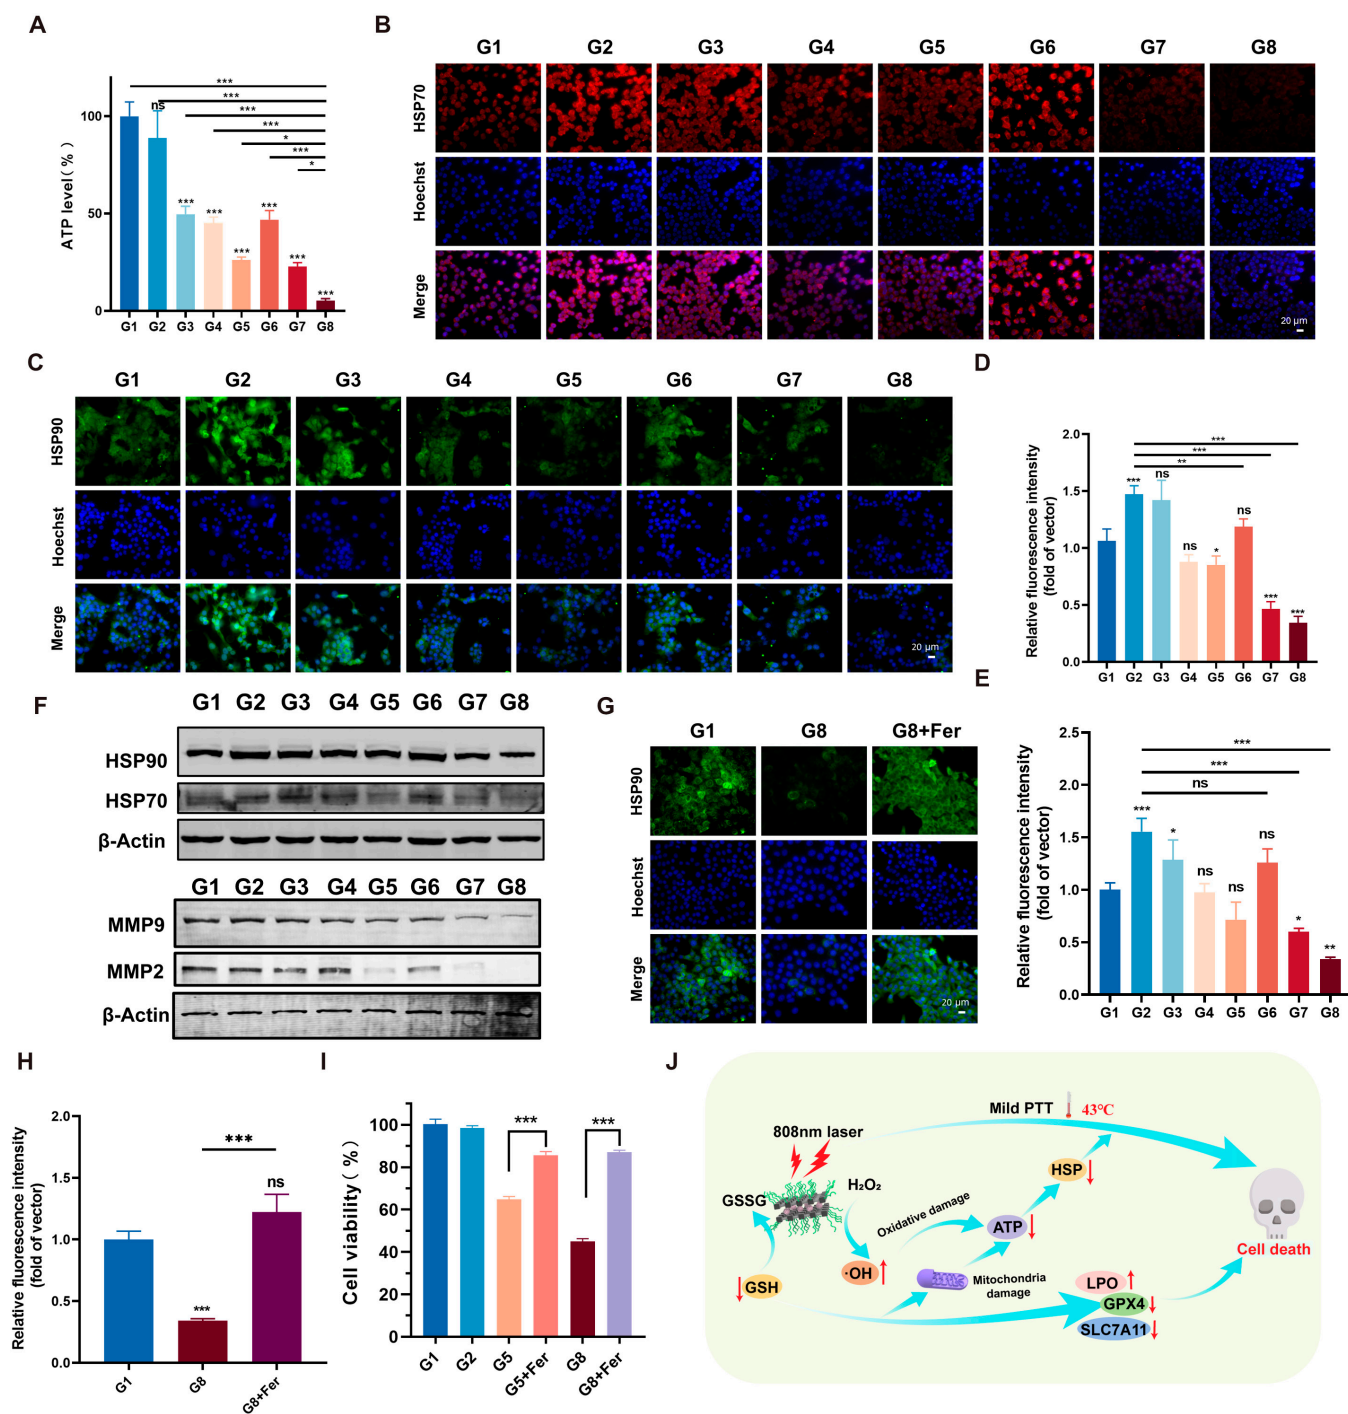 A
ATP level(%)
100
50
0
***
***
***
***
*
***
*
ns
***
***
***
***
***
***
G1 G2 G3 G4 G5 G6 G7 G8
B
G1 G2 G3 G4 G5 G6 G7 G8
HSP70
Hoechst
Merge
20 μm
C
G1 G2 G3 G4 G5 G6 G7 G8
HSP90
Hoechst
Merge
20 μm
D
Relative fluorescence intensity
(fold of vector)
2.0
1.5
1.0
0.5
0.0
***
***
**
***
ns
ns
*
ns
***
***
G1 G2 G3 G4 G5 G6 G7 G8
E
Relative fluorescence intensity
(fold of vector)
2.5
2.0
1.5
1.0
0.5
0.0
***
***
ns
***
*
ns
ns
ns
*
**
G1 G2 G3 G4 G5 G6 G7 G8
F
G1 G2 G3 G4 G5 G6 G7 G8
HSP90
HSP70
β-Actin
G1 G2 G3 G4 G5 G6 G7 G8
MMP9
MMP2
β-Actin
G
G1 G8 G8+Fer
HSP90
Hoechst
Merge
20 μm
H
Relative fluorescence intensity
(fold of vector)
2.0
1.5
1.0
0.5
0.0
***
***
ns
G1 G8 G8+Fer
I
Cell viability(%)
100
80
60
40
20
0
***
***
G1 G2 G5 G5+Fer G8 G8+Fer
J
Mild PTT 43℃
808nm laser
H₂O₂
GSSG
HSP
Oxidative damage
ATP
Cell death
·OH
GSH
Mitochondria
damage
LPO
GPX4
SLC7A11